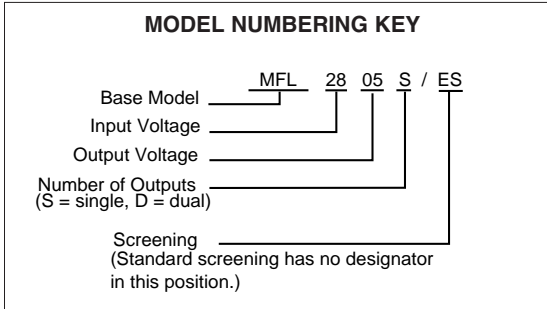 MODEL NUMBERING KEY
MFL 28 05 S / ES
Base Model
Input Voltage
Output Voltage
Number of Outputs
(S = single, D = dual)
Screening
(Standard screening has no designator
in this position.)